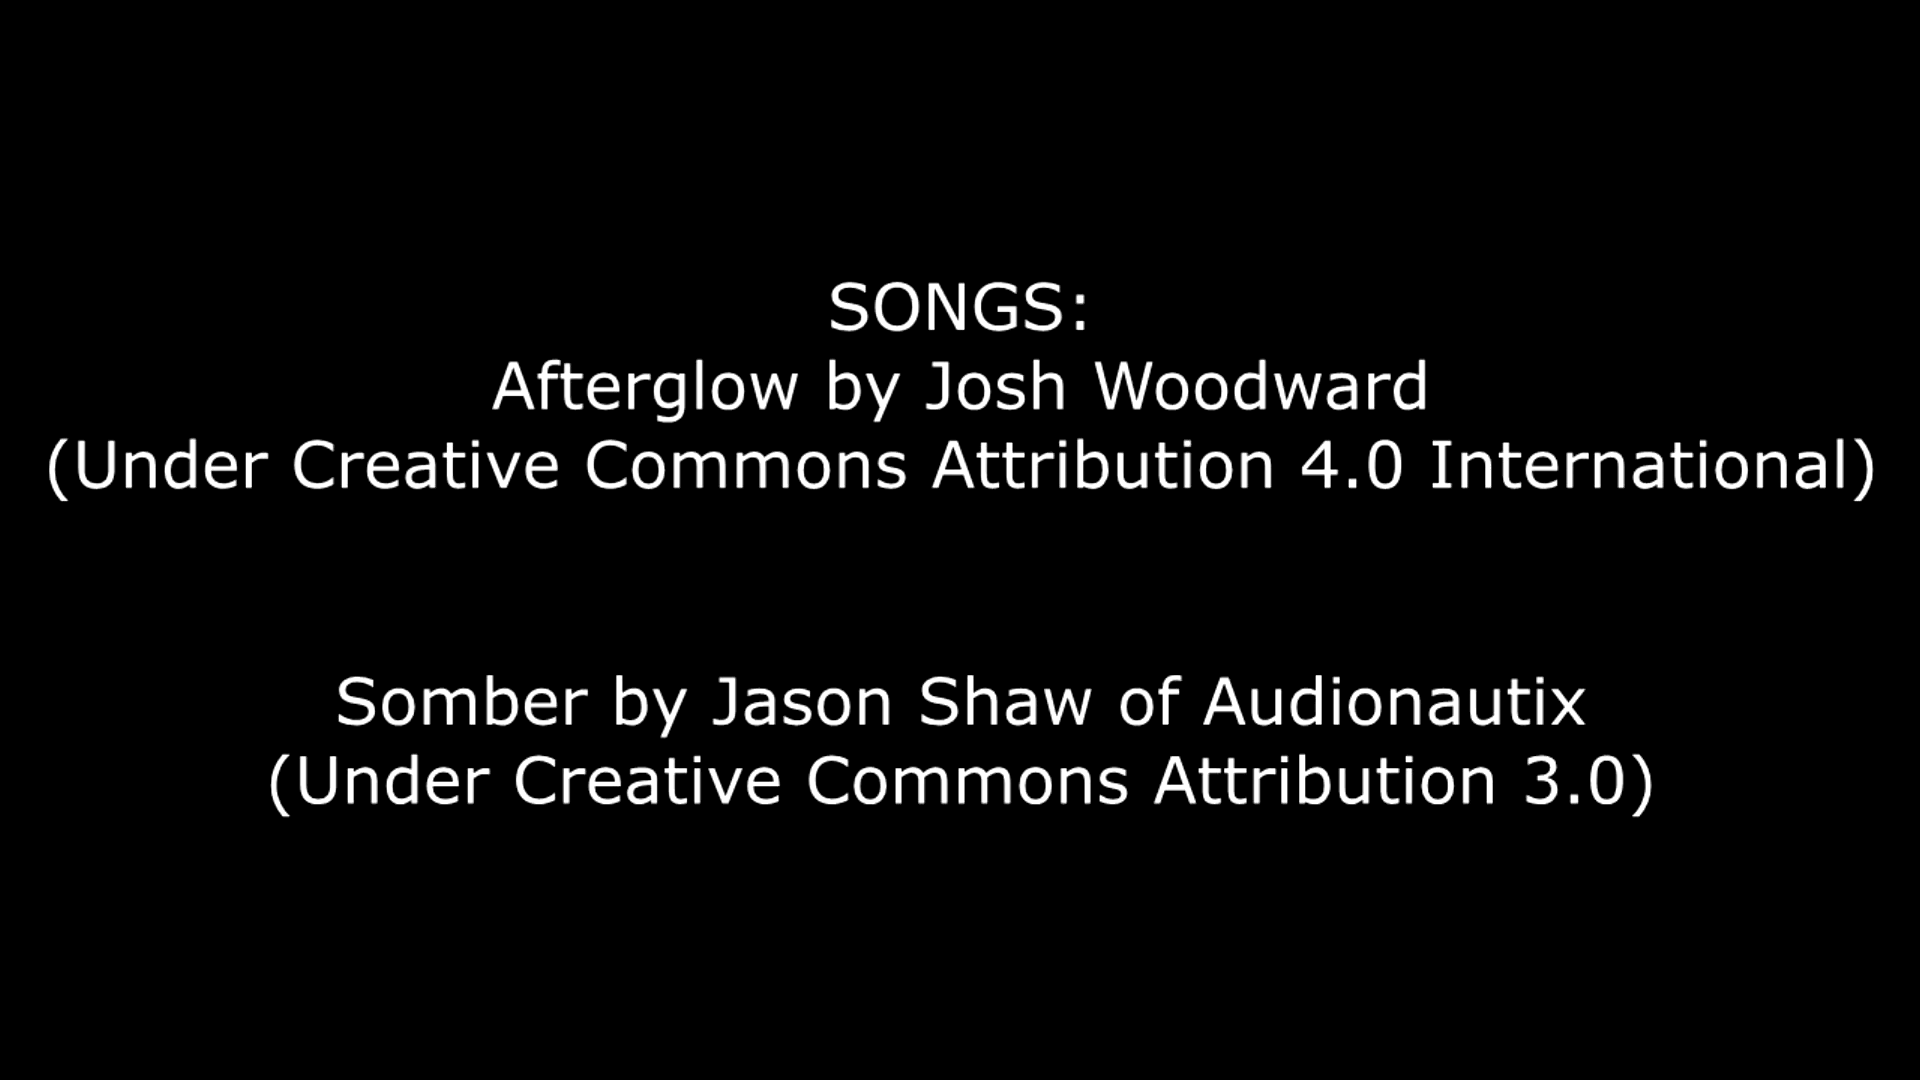 SONGS:
Afterglow by Josh Woodward
(Under Creative Commons Attribution 4.0 International)
Somber by Jason Shaw of Audionautix
(Under Creative Commons Attribution 3.0)